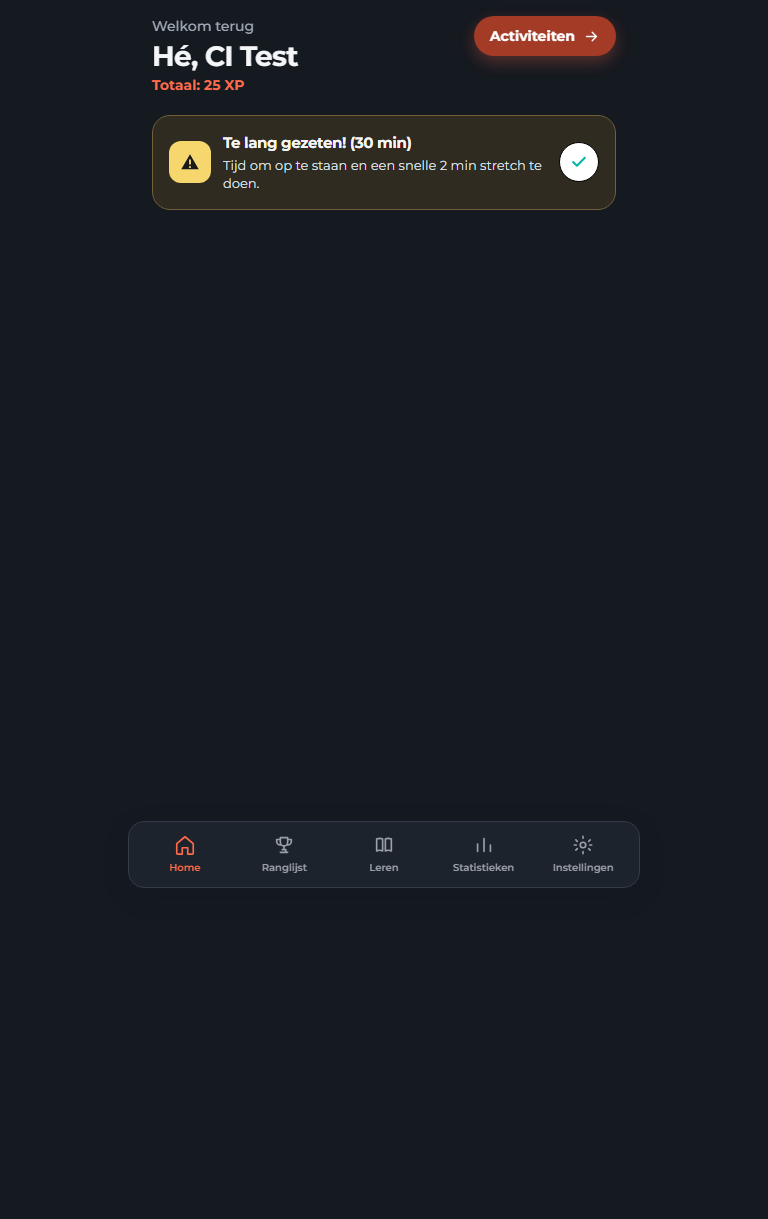 Welkom terug
Hé, CI Test
Totaal: 25 XP
Activiteiten →
Te lang gezeten! (30 min)
Tijd om op te staan en een snelle 2 min stretch te
doen.
Home
Ranglijst
Leren
Statistieken
Instellingen